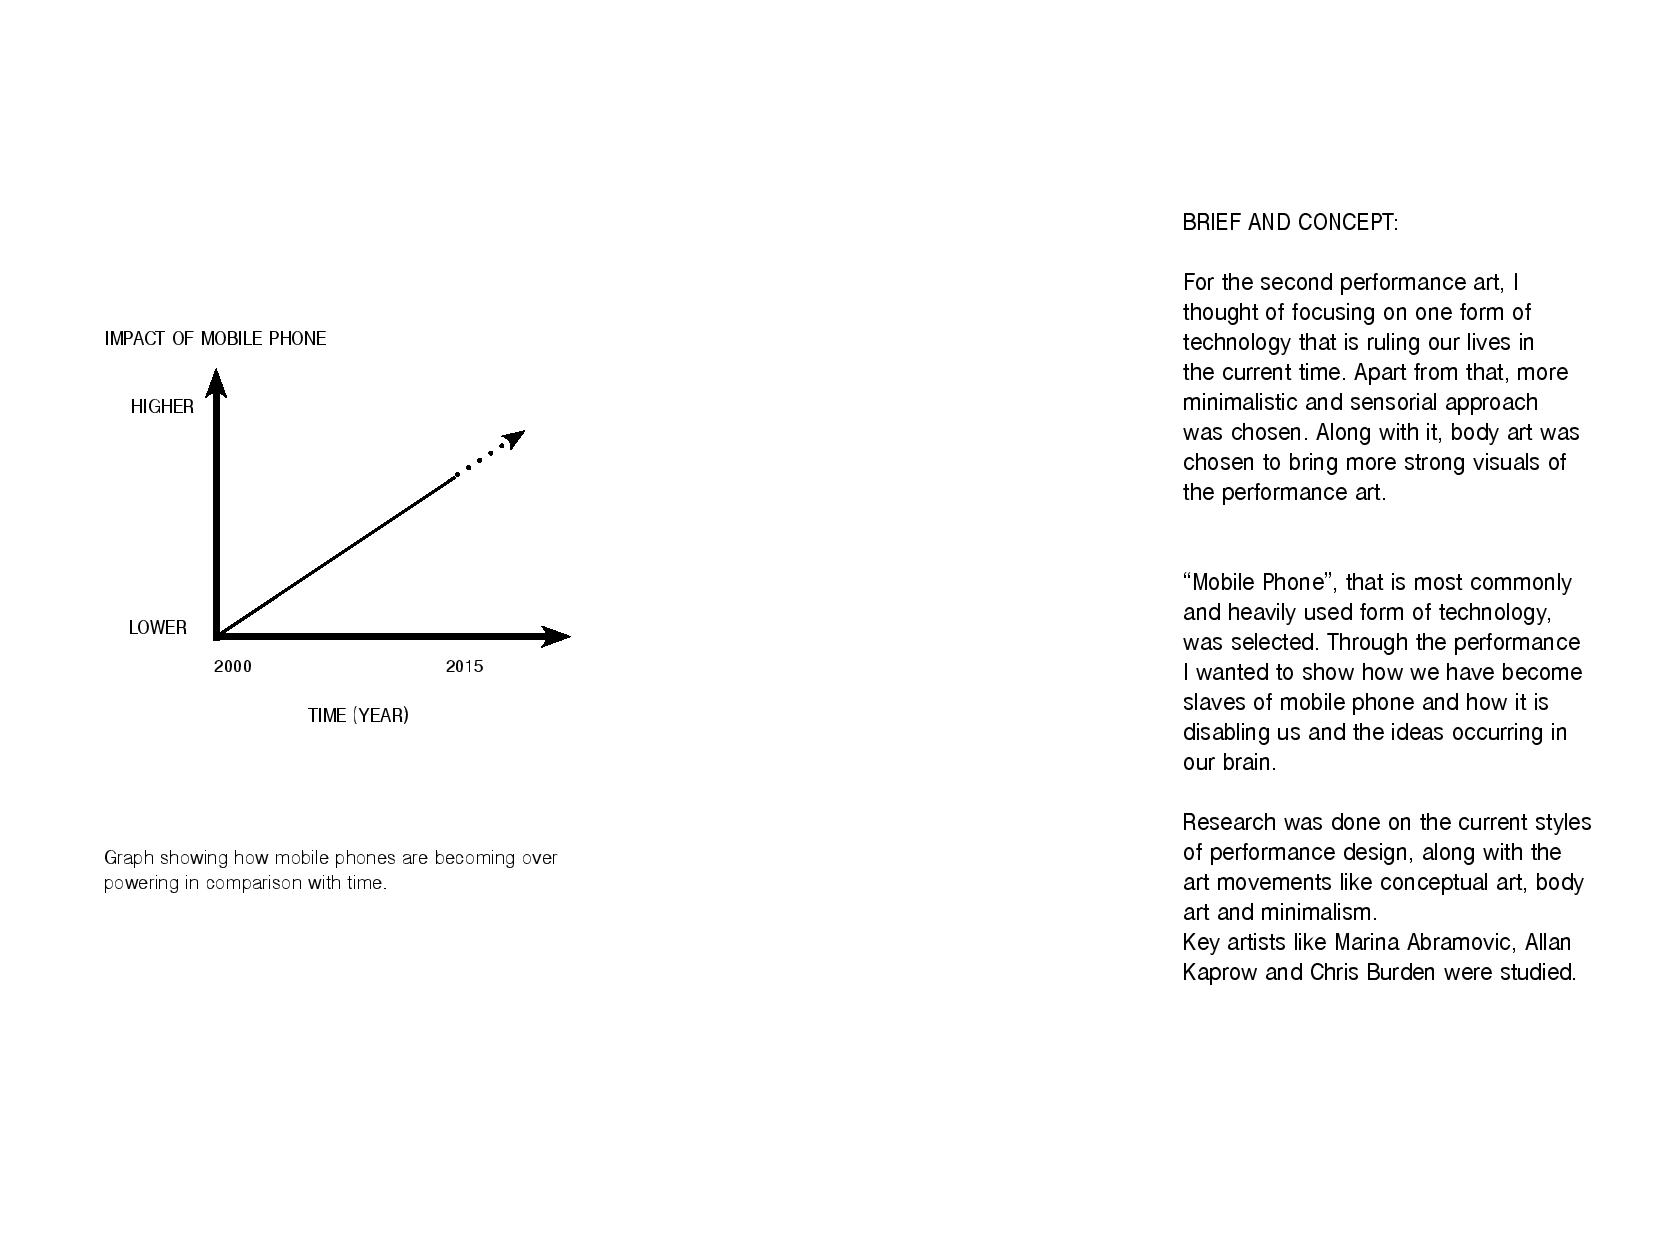 IMPACT OF MOBILE PHONE
HIGHER
LOWER
2000 2015
TIME (YEAR)
Graph showing how mobile phones are becoming over
powering in comparison with time.
BRIEF AND CONCEPT:
For the second performance art, I
thought of focusing on one form of
technology that is ruling our lives in
the current time. Apart from that, more
minimalistic and sensorial approach
was chosen. Along with it, body art was
chosen to bring more strong visuals of
the performance art.
“Mobile Phone”, that is most commonly
and heavily used form of technology,
was selected. Through the performance
I wanted to show how we have become
slaves of mobile phone and how it is
disabling us and the ideas occurring in
our brain.
Research was done on the current styles
of performance design, along with the
art movements like conceptual art, body
art and minimalism.
Key artists like Marina Abramovic, Allan
Kaprow and Chris Burden were studied.